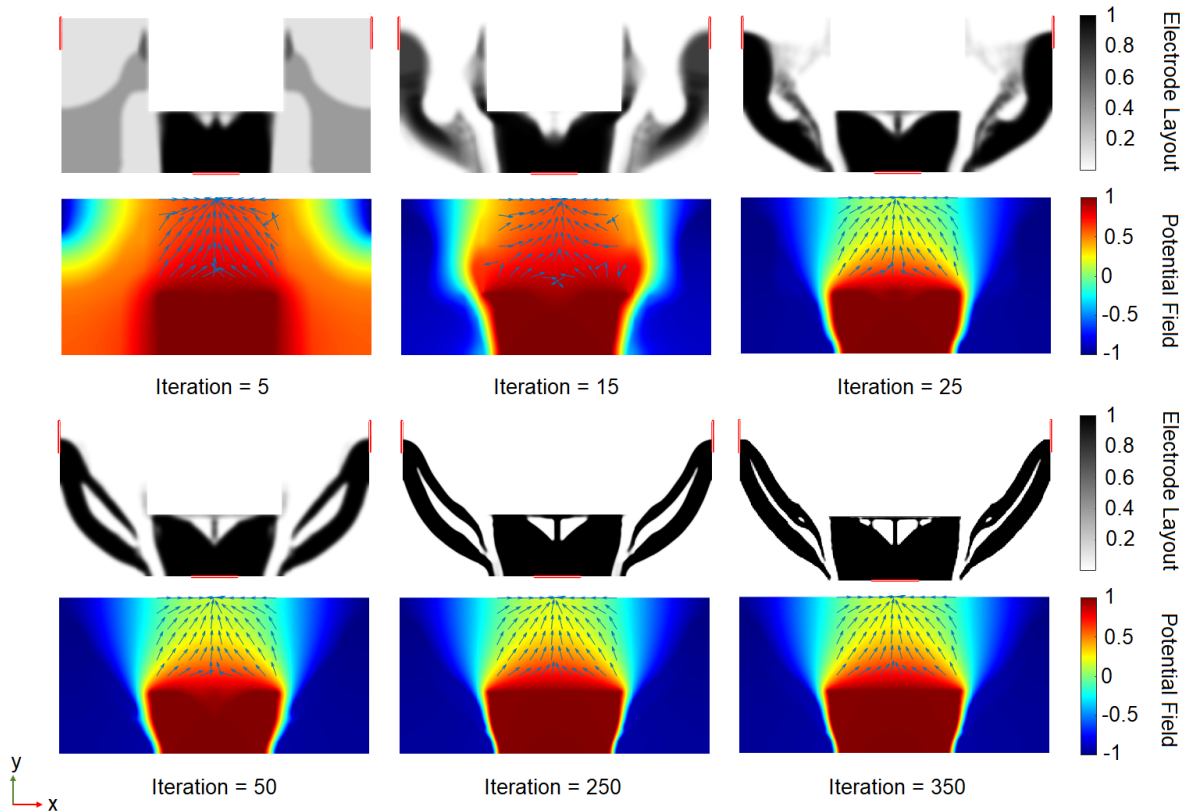 1
0.8
0.6
0.4
0.2
Electrode Layout
1
0.5
0
-0.5
-1
Potential Field
Iteration = 5
Iteration = 15
Iteration = 25
1
0.8
0.6
0.4
0.2
Electrode Layout
1
0.5
0
-0.5
-1
Potential Field
Iteration = 50
Iteration = 250
Iteration = 350
y
x